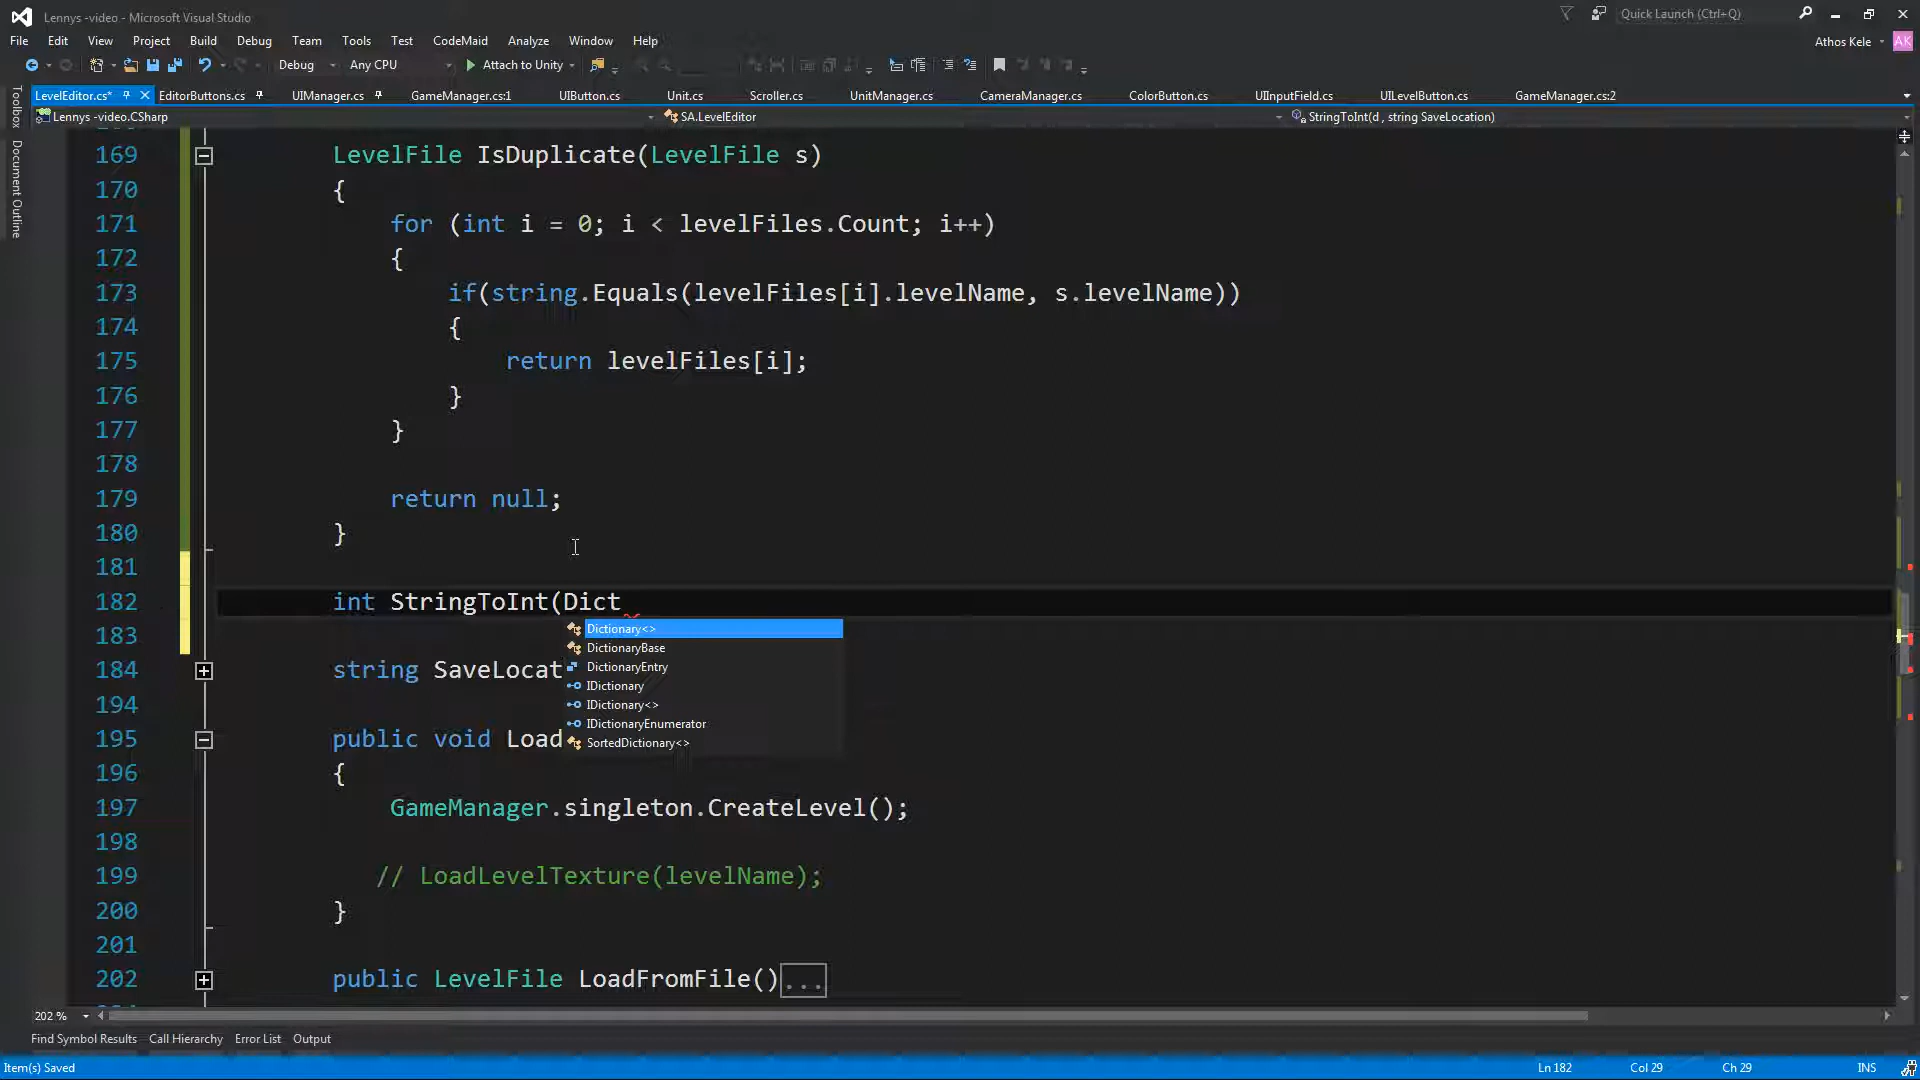 Lennys -video - Microsoft Visual Studio
Quick Launch (Ctrl+Q)
File Edit View Project Build Debug Team Tools Test CodeMaid Analyze Window Help
Athos Kele AK
Debug Any CPU Attach to Unity
LevelEditor.cs* EditorButtons.cs UIManager.cs GameManager.cs:1 UIButton.cs Unit.cs Scroller.cs UnitManager.cs CameraManager.cs ColorButton.cs UIInputField.cs UILevelButton.cs GameManager.cs:2
Lennys -video.CSharp SA.LevelEditor StringToInt(d , string SaveLocation)
Toolbox
Document Outline
169 LevelFile IsDuplicate(LevelFile s)
170 {
171 for (int i = 0; i < levelFiles.Count; i++)
172 {
173 if(string.Equals(levelFiles[i].levelName, s.levelName))
174 {
175 return levelFiles[i];
176 }
177 }
178
179 return null;
180 }
181
182 int StringToInt(Dict
183
Dictionary<>
DictionaryBase
DictionaryEntry
IDictionary
IDictionary<>
IDictionaryEnumerator
SortedDictionary<>
184 string SaveLocat
194
195 public void Load
196 {
197 GameManager.singleton.CreateLevel();
198
199 // LoadLevelTexture(levelName);
200 }
201
202 public LevelFile LoadFromFile()...
202 %
Find Symbol Results Call Hierarchy Error List Output
Item(s) Saved Ln 182 Col 29 Ch 29 INS